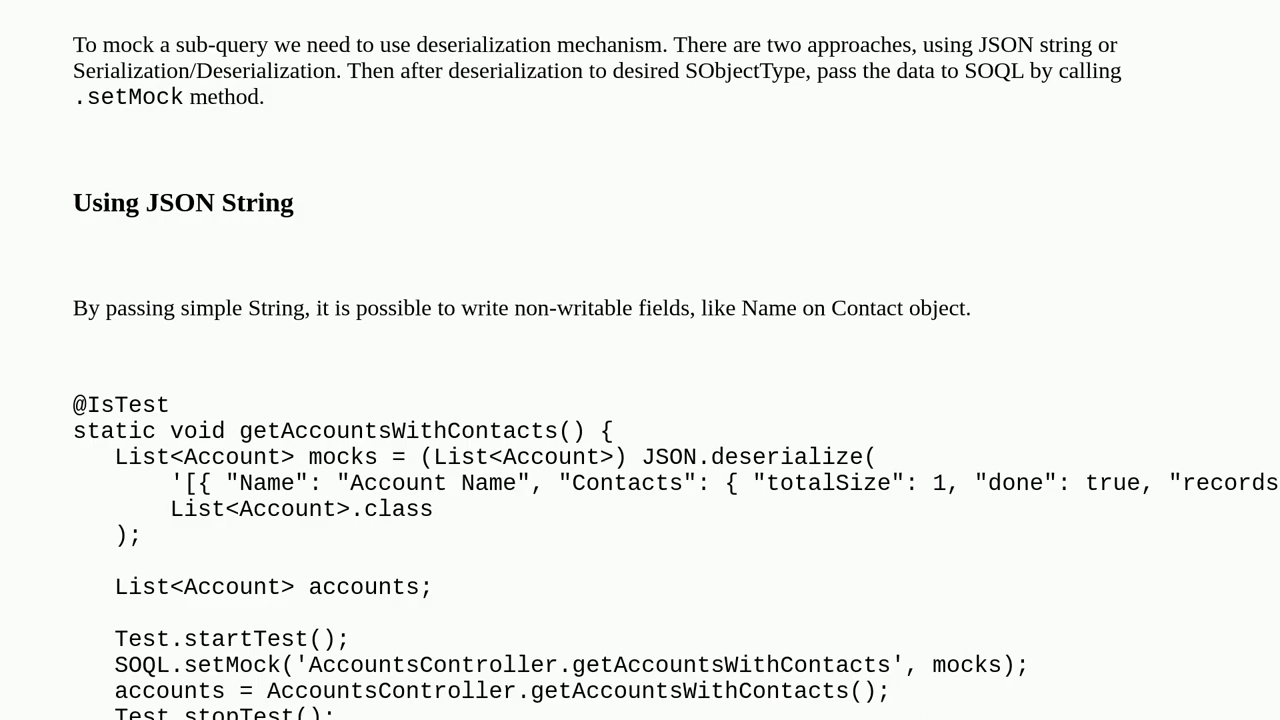 To mock a sub-query we need to use deserialization mechanism. There are two approaches, using JSON string or
Serialization/Deserialization. Then after deserialization to desired SObjectType, pass the data to SOQL by calling
.setMock method.
Using JSON String
By passing simple String, it is possible to write non-writable fields, like Name on Contact object.
@IsTest
static void getAccountsWithContacts() {
   List<Account> mocks = (List<Account>) JSON.deserialize(
       '[{ "Name": "Account Name", "Contacts": { "totalSize": 1, "done": true, "records
       List<Account>.class
   );
   List<Account> accounts;
   Test.startTest();
   SOQL.setMock('AccountsController.getAccountsWithContacts', mocks);
   accounts = AccountsController.getAccountsWithContacts();
   Test.stopTest();